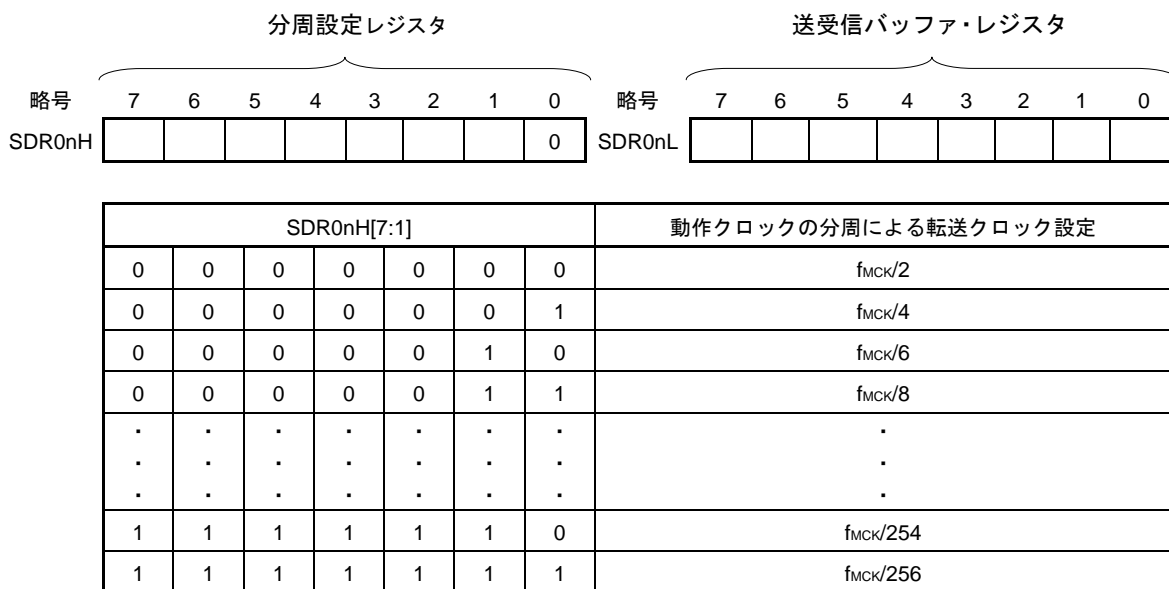 分周設定レジスタ 送受信バッファ・レジスタ
略号 7 6 5 4 3 2 1 0 略号 7 6 5 4 3 2 1 0
SDR0nH 0 SDR0nL
SDR0nH[7:1] 動作クロックの分周による転送クロック設定
0 0 0 0 0 0 0 fMCK/2
0 0 0 0 0 0 1 fMCK/4
0 0 0 0 0 1 0 fMCK/6
0 0 0 0 0 1 1 fMCK/8
・ ・ ・ ・ ・ ・ ・ ・
・ ・ ・ ・ ・ ・ ・ ・
・ ・ ・ ・ ・ ・ ・ ・
1 1 1 1 1 1 0 fMCK/254
1 1 1 1 1 1 1 fMCK/256